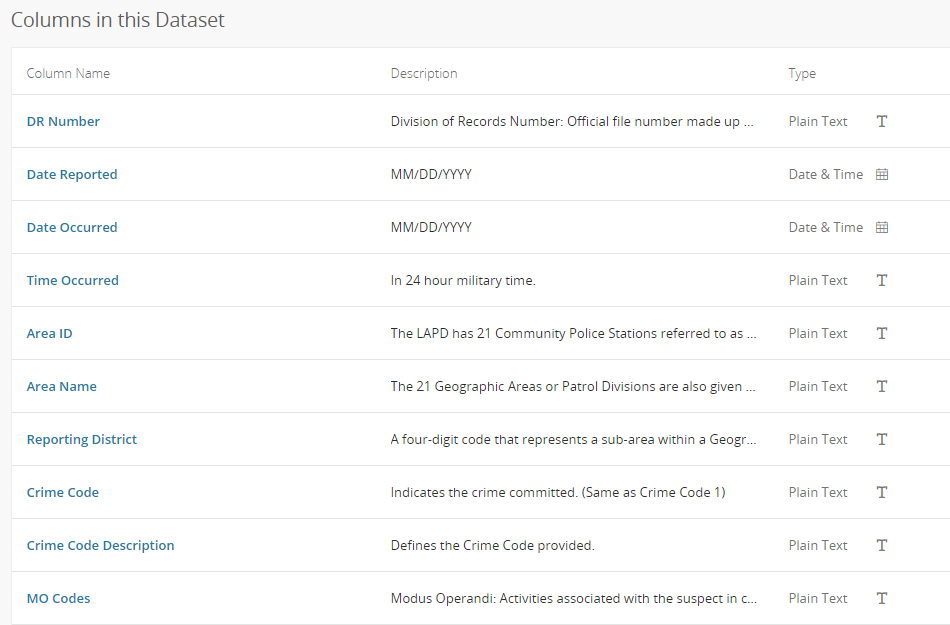 Columns in this Dataset
Column Name Description Type
DR Number Division of Records Number: Official file number made up ... Plain Text T
Date Reported MM/DD/YYYY Date & Time
Date Occurred MM/DD/YYYY Date & Time
Time Occurred In 24 hour military time. Plain Text T
Area ID The LAPD has 21 Community Police Stations referred to as ... Plain Text T
Area Name The 21 Geographic Areas or Patrol Divisions are also given ... Plain Text T
Reporting District A four-digit code that represents a sub-area within a Geogr... Plain Text T
Crime Code Indicates the crime committed. (Same as Crime Code 1) Plain Text T
Crime Code Description Defines the Crime Code provided. Plain Text T
MO Codes Modus Operandi: Activities associated with the suspect in c... Plain Text T